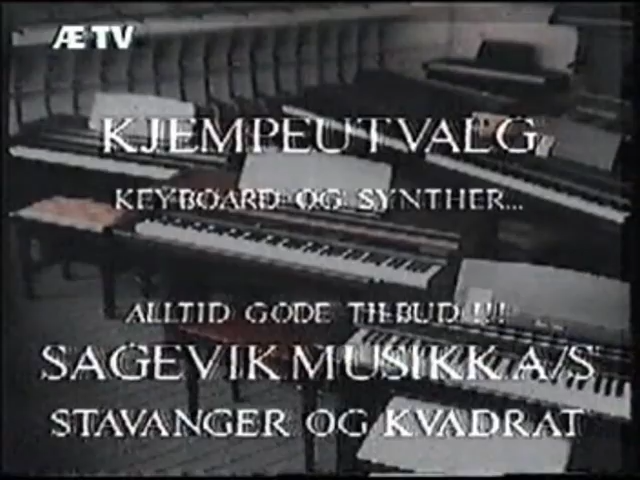 ÆTV
KJEMPEUTVALG
KEYBOARD OG SYNTHER...
ALLTID GODE TILBUD !!!
SAGEVIK MUSIKK A/S
STAVANGER OG KVADRAT